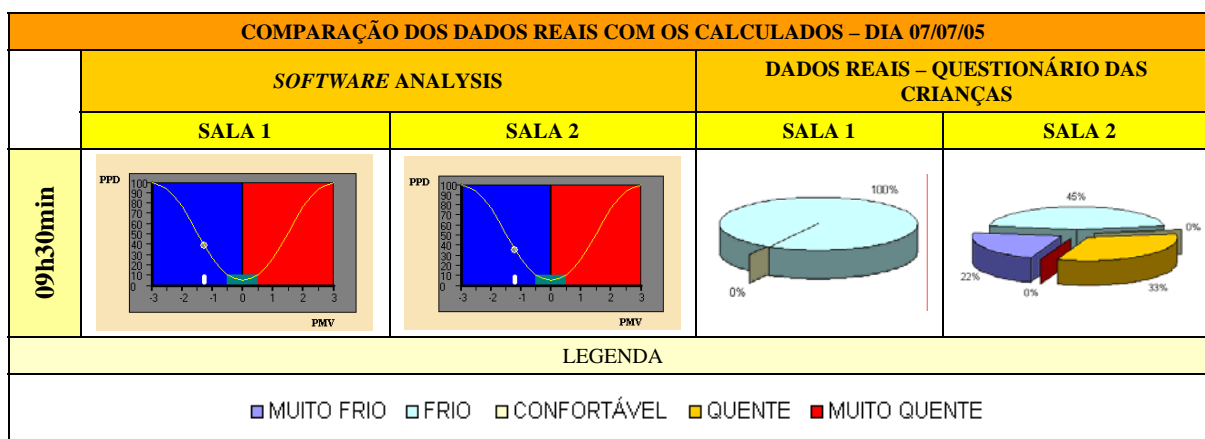 COMPARAÇÃO DOS DADOS REAIS COM OS CALCULADOS – DIA 07/07/05
SOFTWARE ANALYSIS
DADOS REAIS – QUESTIONÁRIO DAS
CRIANÇAS
SALA 1
SALA 2
SALA 1
SALA 2
09h30min
PPD
100
90
80
70
60
50
40
30
20
10
0
-3 -2 -1 0 1 2 3
PMV
PPD
100
90
80
70
60
50
40
30
20
10
0
-3 -2 -1 0 1 2 3
PMV
100%
0%
45%
0%
22%
0%
33%
LEGENDA
MUITO FRIO FRIO CONFORTÁVEL QUENTE MUITO QUENTE